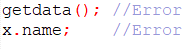 getdata(); //Error
x.name;    //Error